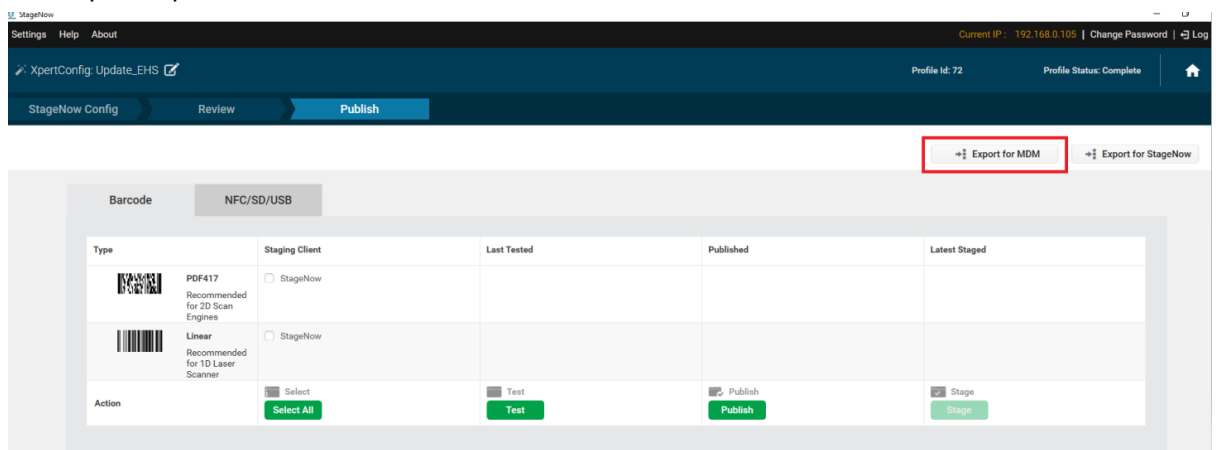 StageNow
Settings Help About
Current IP : 192.168.0.105 | Change Password | Log
XpertConfig: Update_EHS
Profile Id: 72
Profile Status: Complete
StageNow Config
Review
Publish
Export for MDM
Export for StageNow
Barcode
NFC/SD/USB
Type
Staging Client
Last Tested
Published
Latest Staged
PDF417
Recommended
for 2D Scan
Engines
StageNow
Linear
Recommended
for 1D Laser
Scanner
StageNow
Action
Select
Select All
Test
Test
Publish
Publish
Stage
Stage